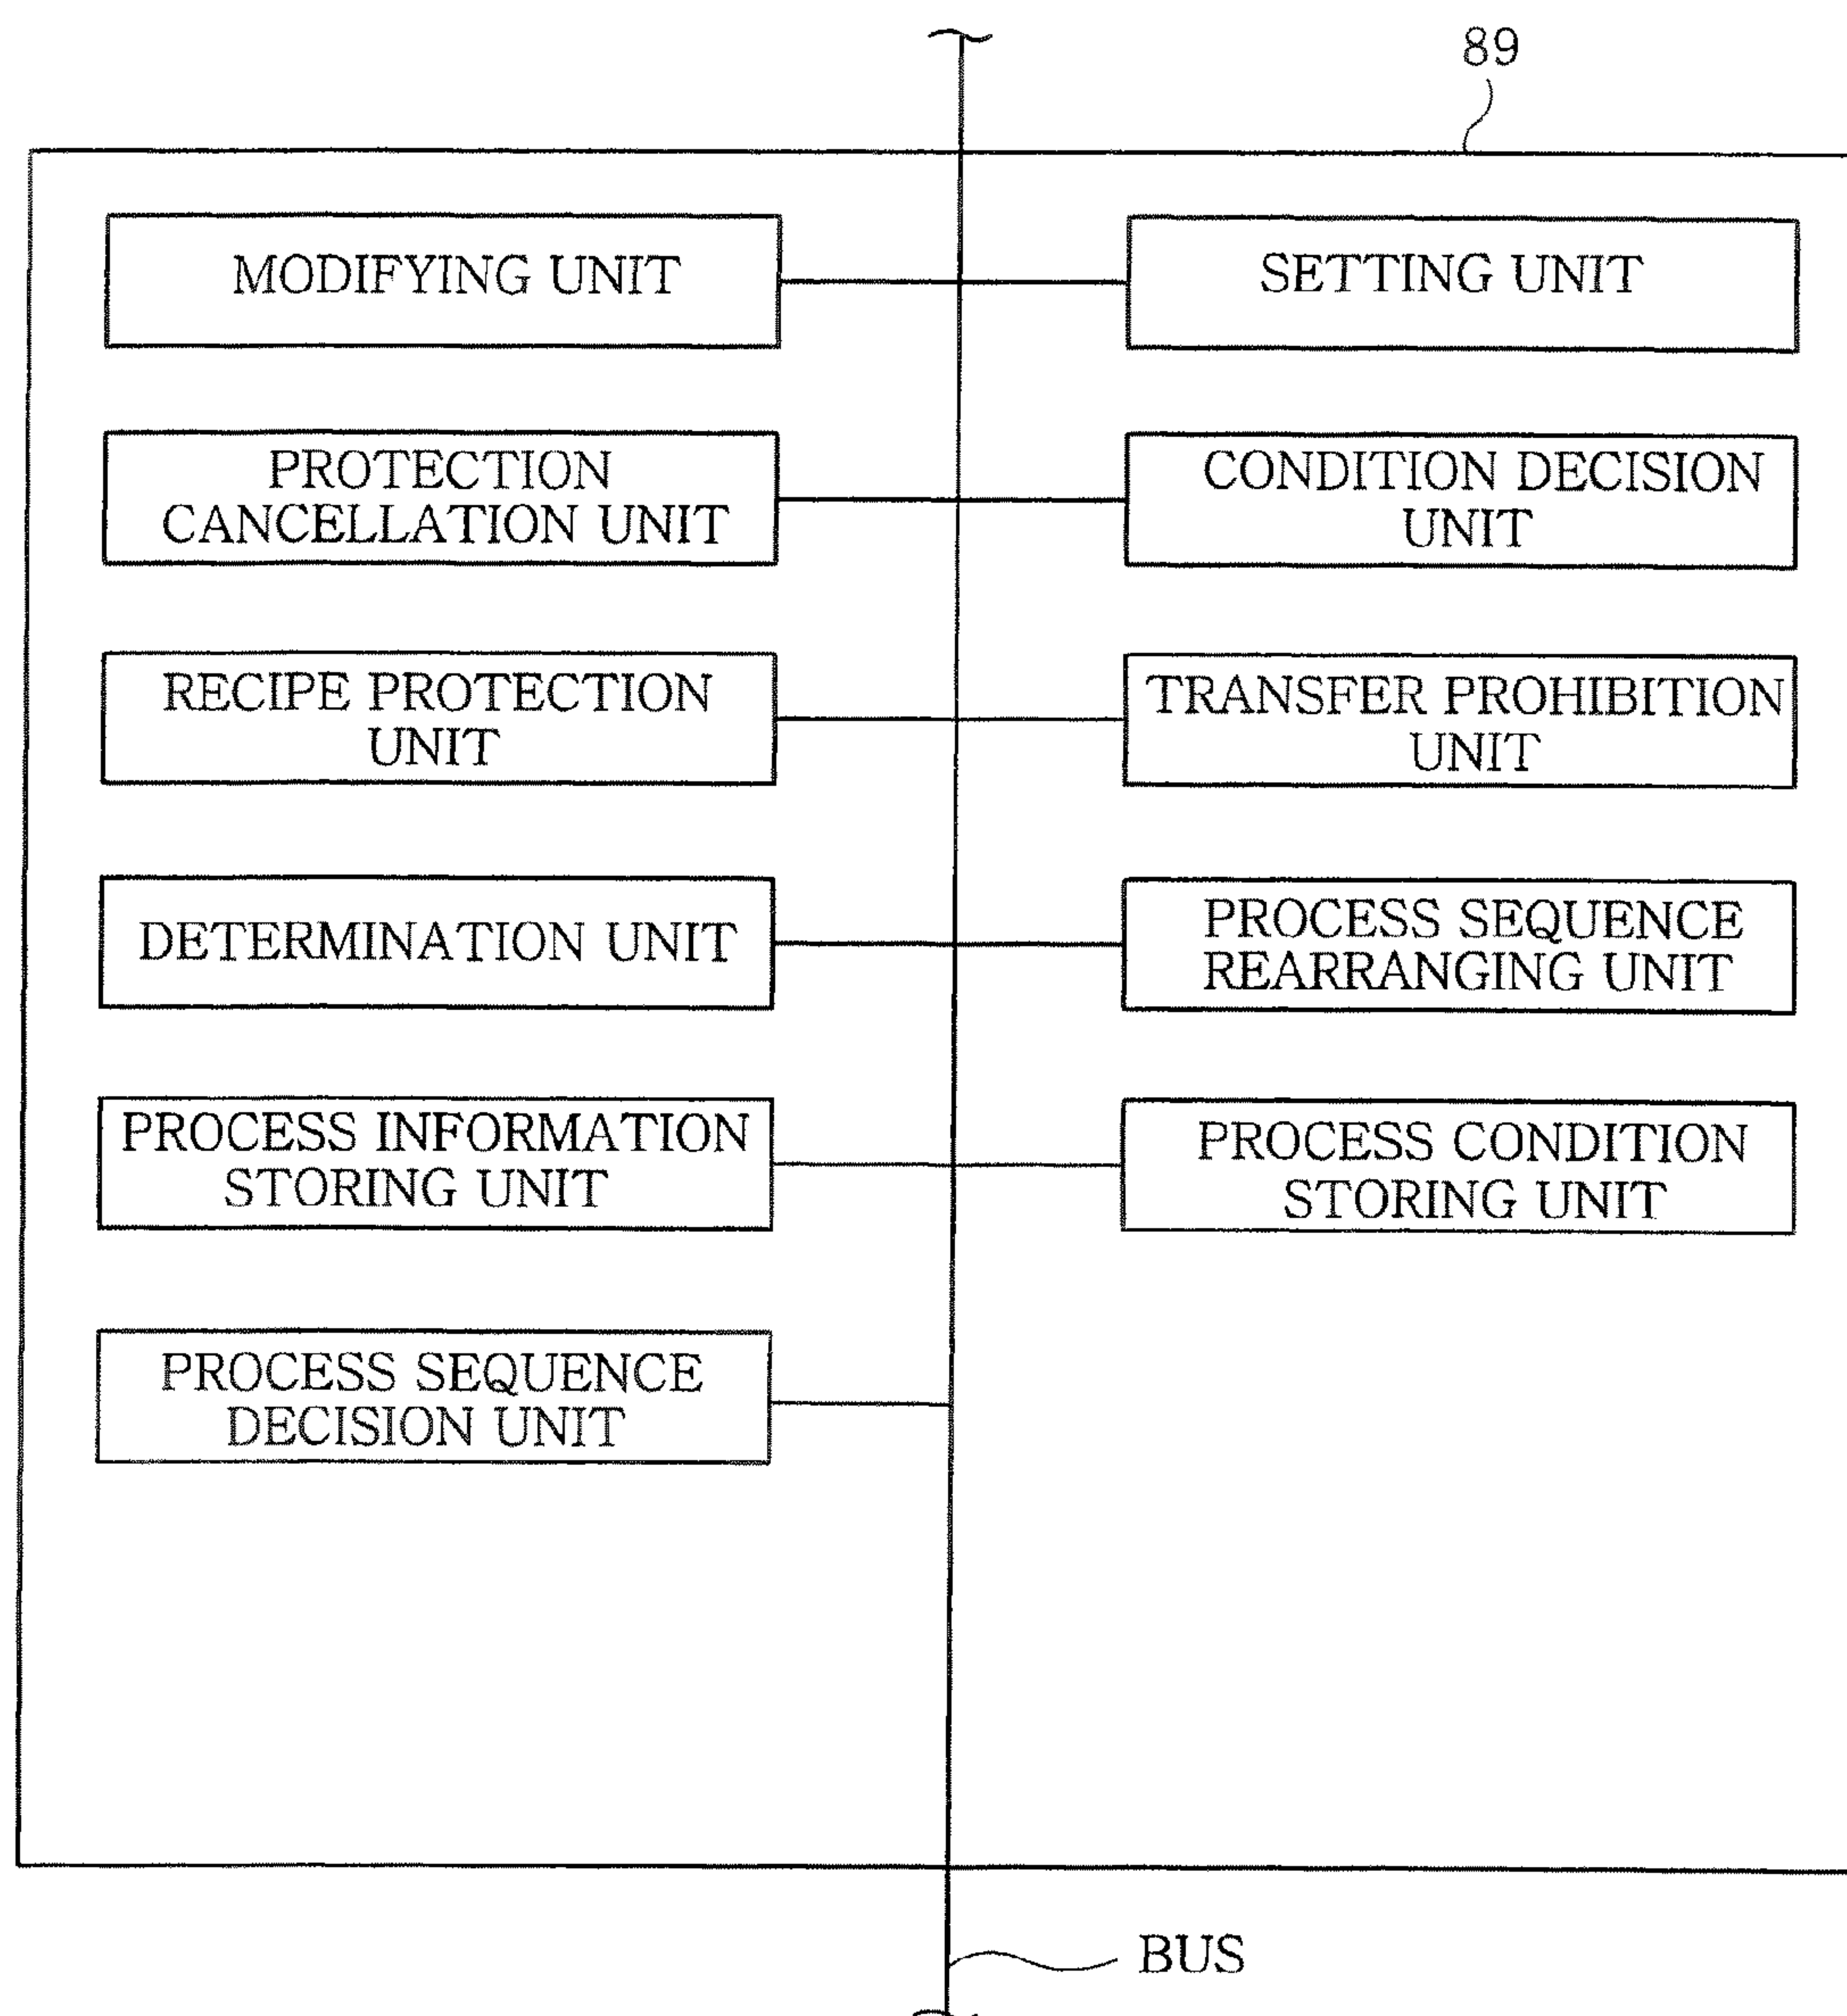 89
MODIFYING UNIT
SETTING UNIT
PROTECTION
CANCELLATION UNIT
CONDITION DECISION
UNIT
RECIPE PROTECTION
UNIT
TRANSFER PROHIBITION
UNIT
DETERMINATION UNIT
PROCESS SEQUENCE
REARRANGING UNIT
PROCESS INFORMATION
STORING UNIT
PROCESS CONDITION
STORING UNIT
PROCESS SEQUENCE
DECISION UNIT
BUS